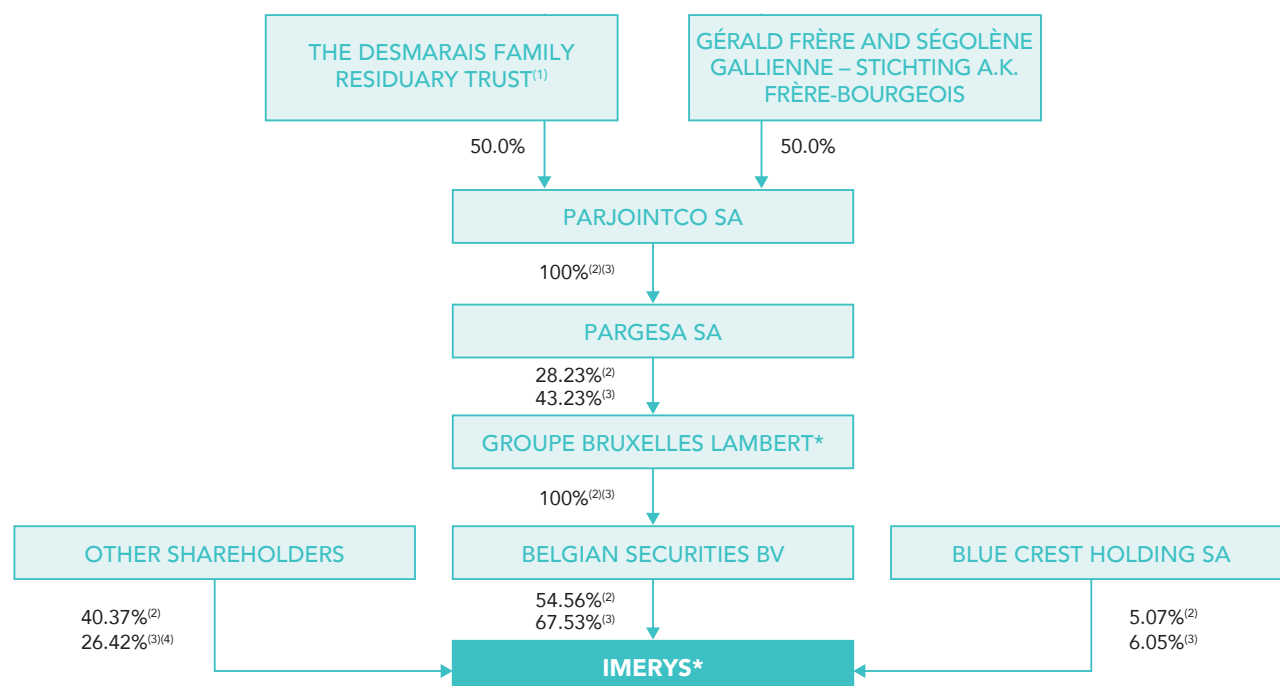 THE DESMARAIS FAMILY
RESIDUARY TRUST(1)
GÉRALD FRÈRE AND SÉGOLÈNE
GALLIENNE – STICHTING A.K.
FRÈRE-BOURGEOIS
50.0%
50.0%
PARJOINTCO SA
100%(2)(3)
PARGESA SA
28.23%(2)
43.23%(3)
GROUPE BRUXELLES LAMBERT*
100%(2)(3)
OTHER SHAREHOLDERS
BELGIAN SECURITIES BV
BLUE CREST HOLDING SA
40.37%(2)
26.42%(3)(4)
54.56%(2)
67.53%(3)
5.07%(2)
6.05%(3)
IMERYS*